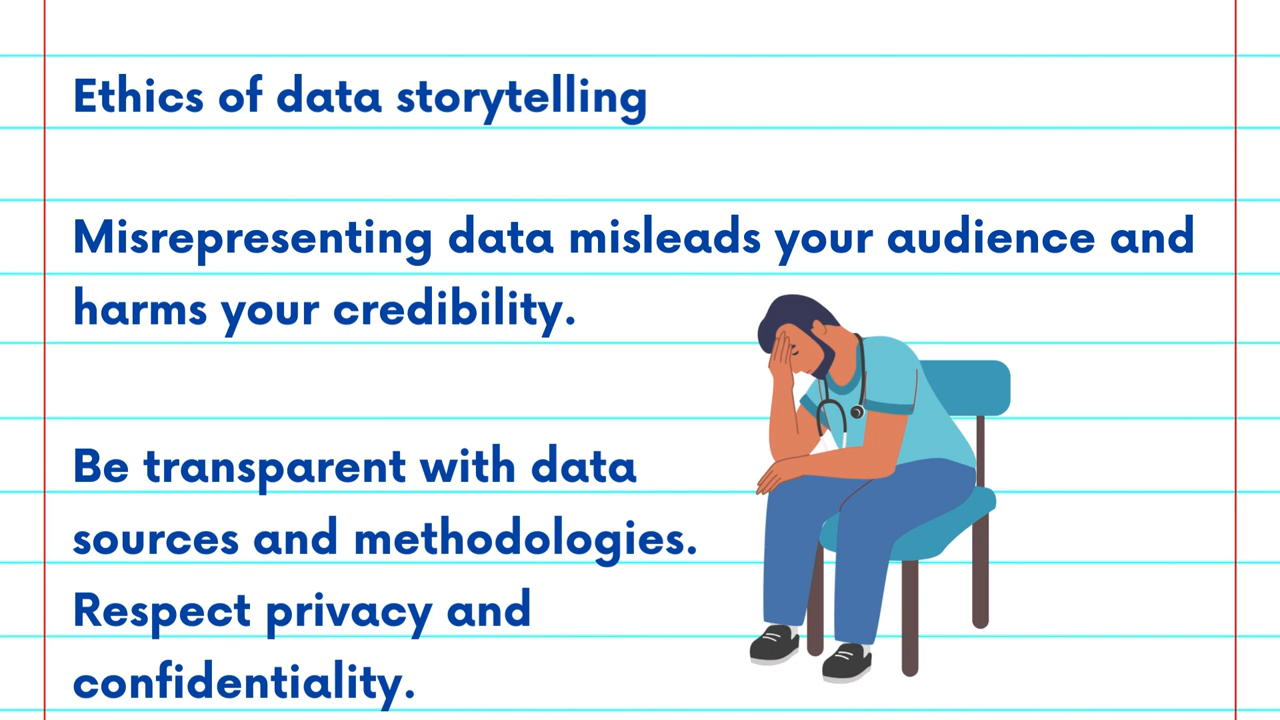 Ethics of data storytelling
Misrepresenting data misleads your audience and
harms your credibility.
Be transparent with data
sources and methodologies.
Respect privacy and
confidentiality.